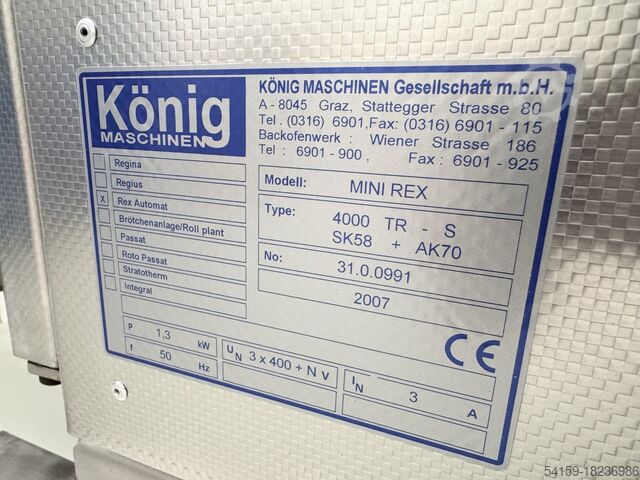 König
MASCHINEN
KÖNIG MASCHINEN Gesellschaft m.b.H.
A - 8045 Graz, Stattegger Strasse 80
Tel . (0316) 6901,Fax: (0316) 6901 - 115
Backofenwerk : Wiener Strasse 186
Tel : 6901 - 900 , Fax : 6901 - 925
Regina
Regius
X Rex Automat
Brötchenanlage/Roll plant
Passat
Roto Passat
Stratotherm
Integral
Modell: MINI REX
Type: 4000 TR - S
SK58 + AK70
No: 31.0.0991
2007
CE
P 1,3 kW
f 50 Hz
UN 3 x 400 + N V
IN 3 A
54159-18236986